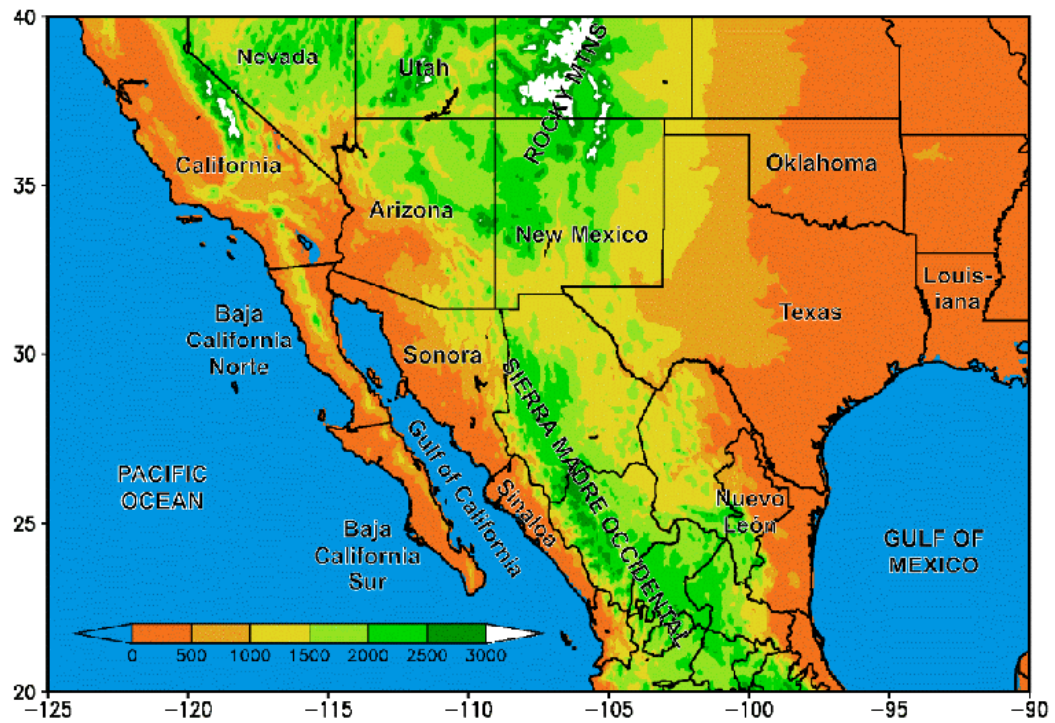 40
35
30
25
20
Nevada
Utah
ROCKY MTNS
California
Arizona
New Mexico
Oklahoma
Texas
Louis-
iana
Baja
California
Norte
Sonora
SIERRA MADRE OCCIDENTAL
Gulf of California
Sinaloa
Nuevo
León
PACIFIC
OCEAN
Baja
California
Sur
GULF OF
MEXICO
0 500 1000 1500 2000 2500 3000
−125 −120 −115 −110 −105 −100 −95 −90